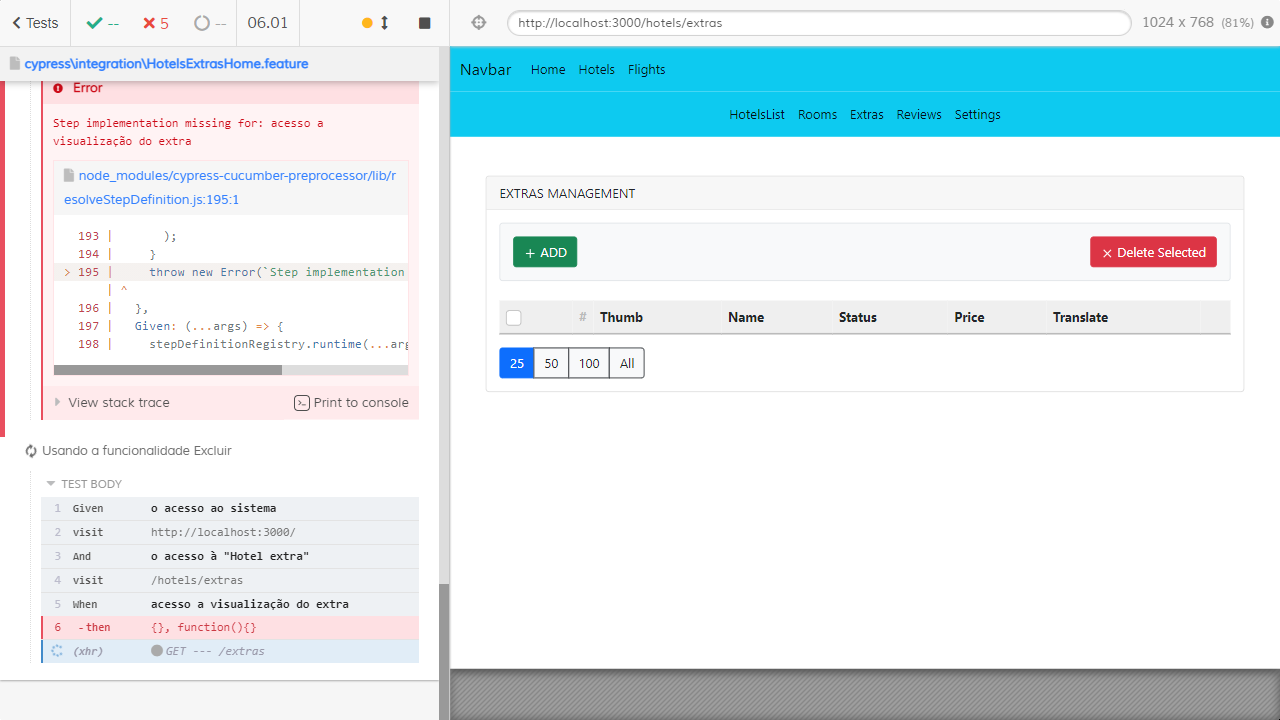 Tests
--
5
--
06.01
http://localhost:3000/hotels/extras
1024 x 768 (81%)
cypress\integration\HotelsExtrasHome.feature
Error
Step implementation missing for: acesso a
visualização do extra
node_modules/cypress-cucumber-preprocessor/lib/r
esolveStepDefinition.js:195:1
193 | );
194 | }
> 195 | throw new Error(`Step implementation
| ^
196 | },
197 | Given: (...args) => {
198 | stepDefinitionRegistry.runtime(...arg
View stack trace
Print to console
Usando a funcionalidade Excluir
TEST BODY
1 Given o acesso ao sistema
2 visit http://localhost:3000/
3 And o acesso à "Hotel extra"
4 visit /hotels/extras
5 When acesso a visualização do extra
6 -then {}, function(){}
(xhr) GET --- /extras
Navbar Home Hotels Flights
HotelsList Rooms Extras Reviews Settings
EXTRAS MANAGEMENT
+ ADD
× Delete Selected
# Thumb Name Status Price Translate
25 50 100 All